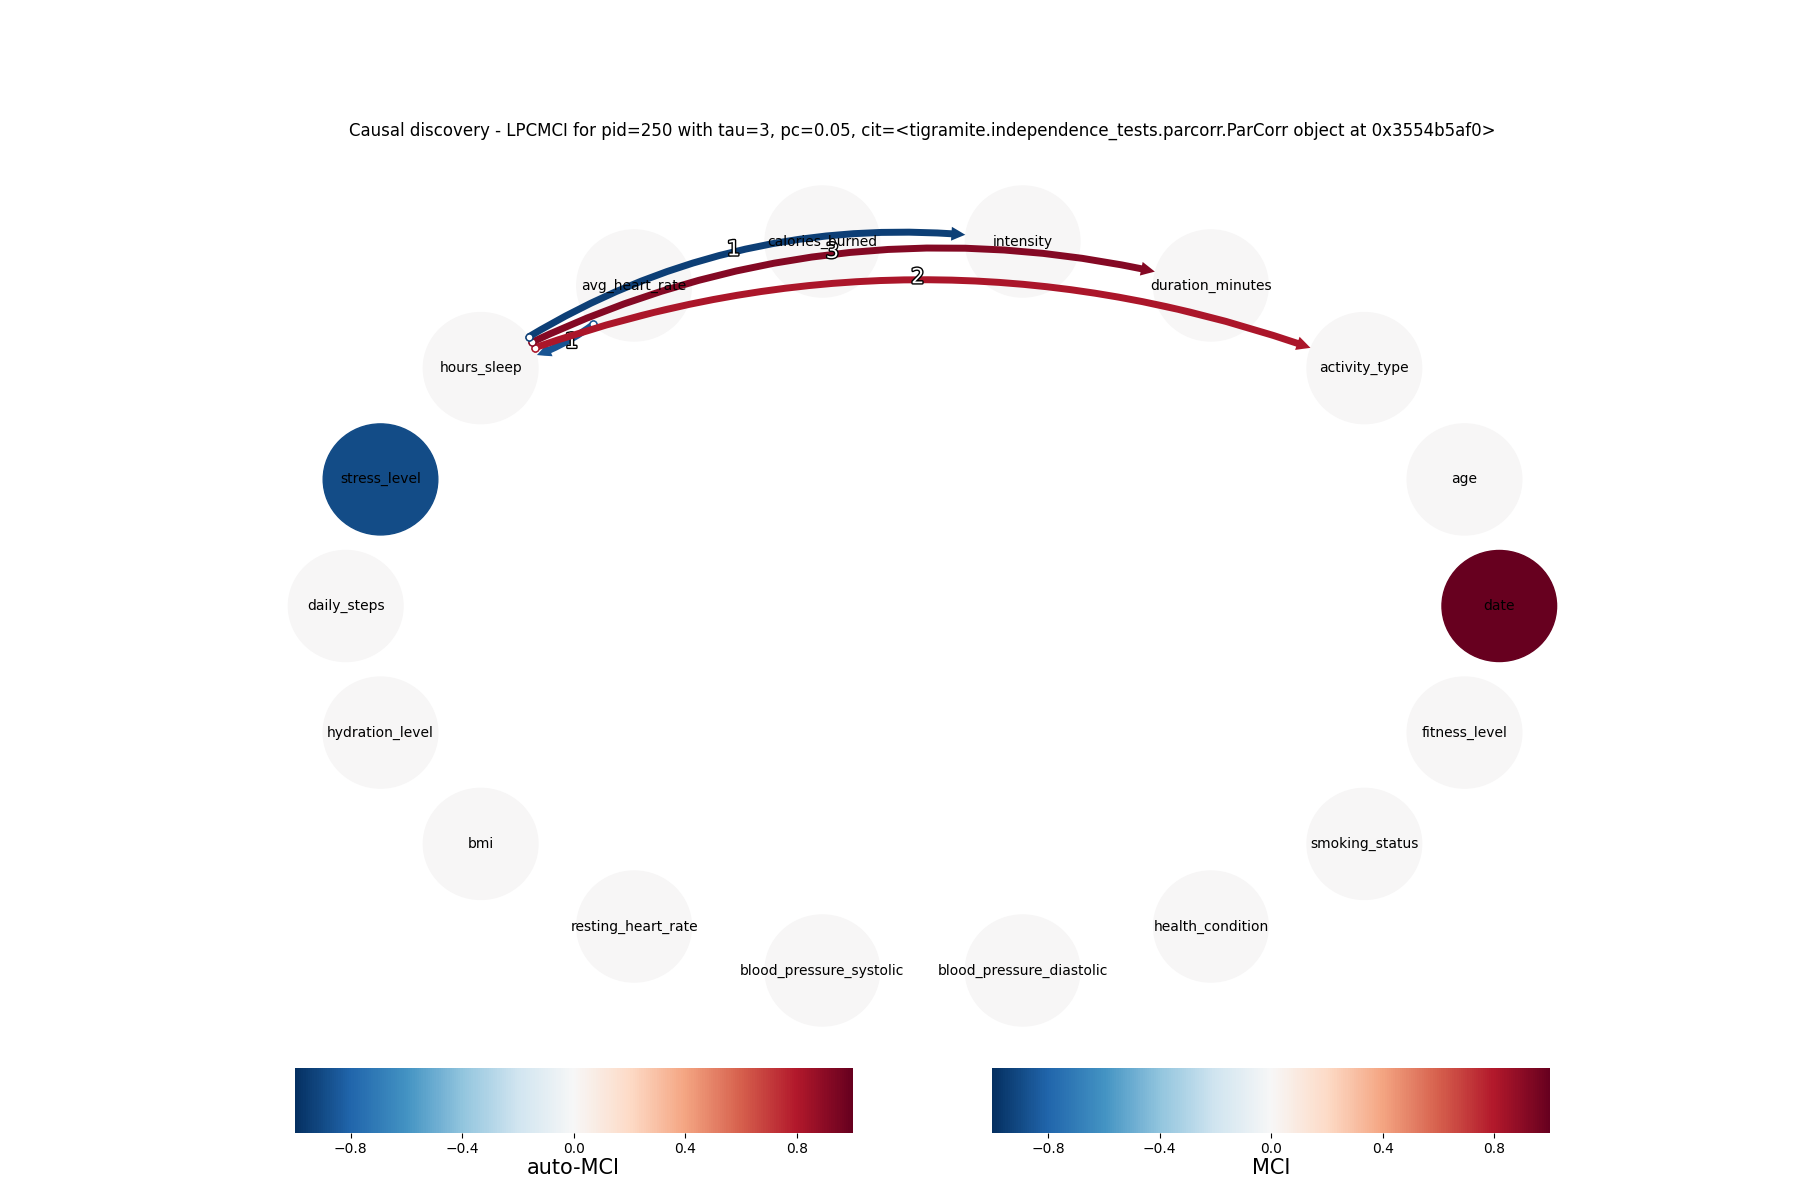 Causal discovery - LPCMCI for pid=250 with tau=3, pc=0.05, cit=<tigramite.independence_tests.parcorr.ParCorr object at 0x3554b5af0>
calories_burned
intensity
1
3
2
avg_heart_rate
duration_minutes
1
hours_sleep
activity_type
stress_level
age
daily_steps
date
hydration_level
fitness_level
bmi
smoking_status
resting_heart_rate
health_condition
blood_pressure_systolic
blood_pressure_diastolic
−0.8 −0.4 0.0 0.4 0.8
auto-MCI
−0.8 −0.4 0.0 0.4 0.8
MCI